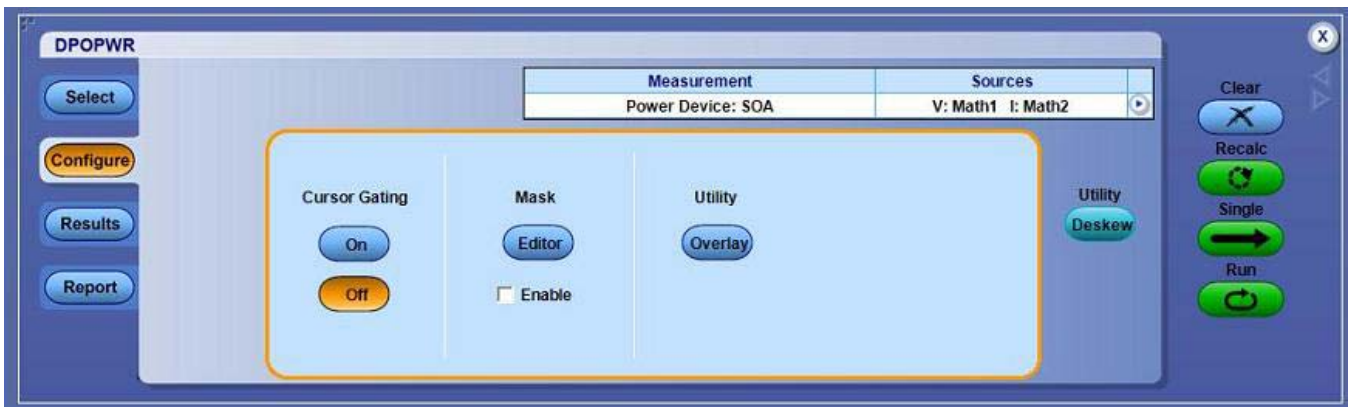 DPOPWR
X
Measurement Sources
Power Device: SOA V: Math1 I: Math2
Select
Configure
Results
Report
Cursor Gating
On
Off
Mask
Editor
Enable
Utility
Overlay
Utility
Deskew
Clear
Recalc
Single
Run